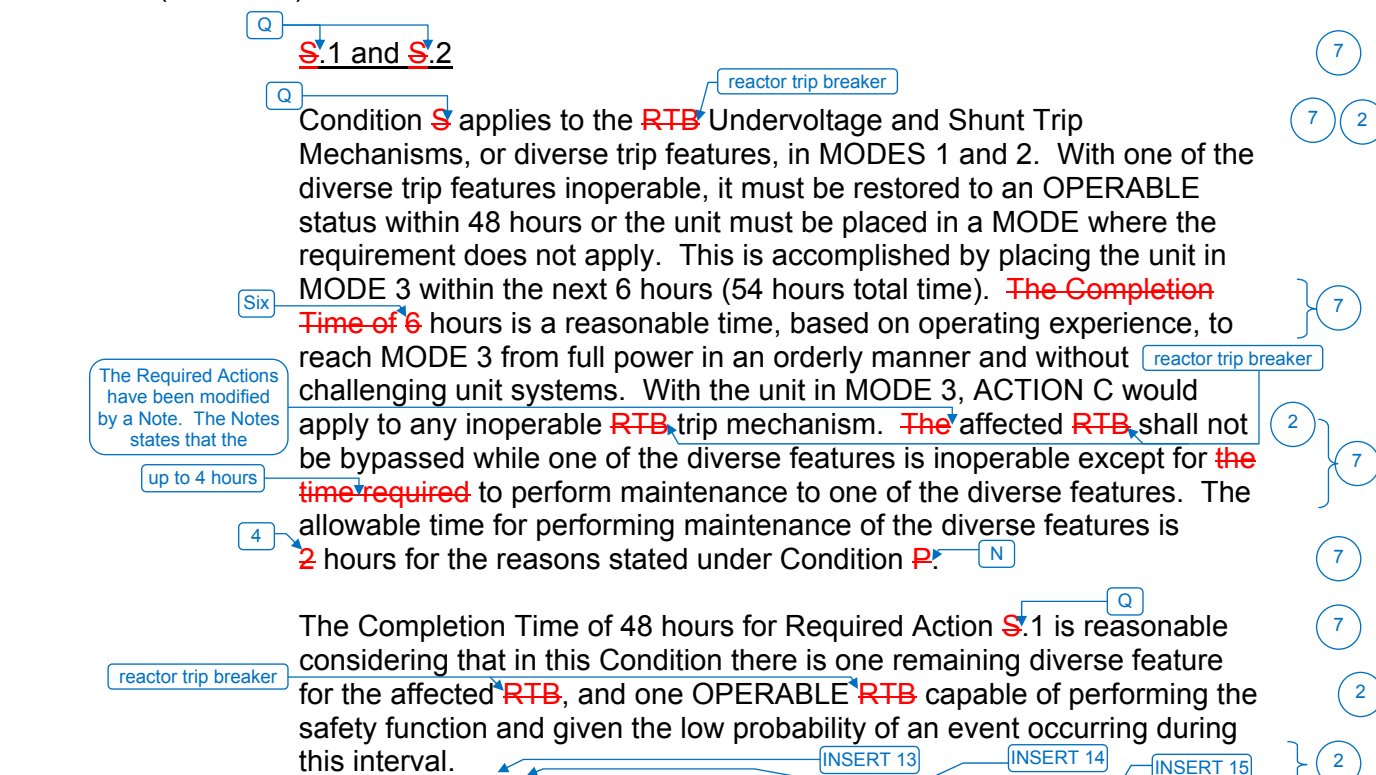 Q
S.1 and S.2
7
reactor trip breaker
Q
Condition S applies to the RTB Undervoltage and Shunt Trip
7 2
Mechanisms, or diverse trip features, in MODES 1 and 2. With one of the
diverse trip features inoperable, it must be restored to an OPERABLE
status within 48 hours or the unit must be placed in a MODE where the
requirement does not apply. This is accomplished by placing the unit in
MODE 3 within the next 6 hours (54 hours total time). The Completion
Six
7
Time of 6 hours is a reasonable time, based on operating experience, to
reach MODE 3 from full power in an orderly manner and without
reactor trip breaker
The Required Actions
have been modified
by a Note. The Notes
states that the
challenging unit systems. With the unit in MODE 3, ACTION C would
apply to any inoperable RTB trip mechanism. The affected RTB shall not
2
be bypassed while one of the diverse features is inoperable except for the
7
up to 4 hours
time required to perform maintenance to one of the diverse features. The
allowable time for performing maintenance of the diverse features is
4
2 hours for the reasons stated under Condition P.
N
7
Q
The Completion Time of 48 hours for Required Action S.1 is reasonable
7
considering that in this Condition there is one remaining diverse feature
reactor trip breaker
for the affected RTB, and one OPERABLE RTB capable of performing the
2
safety function and given the low probability of an event occurring during
this interval.
INSERT 13
INSERT 14
INSERT 15
2